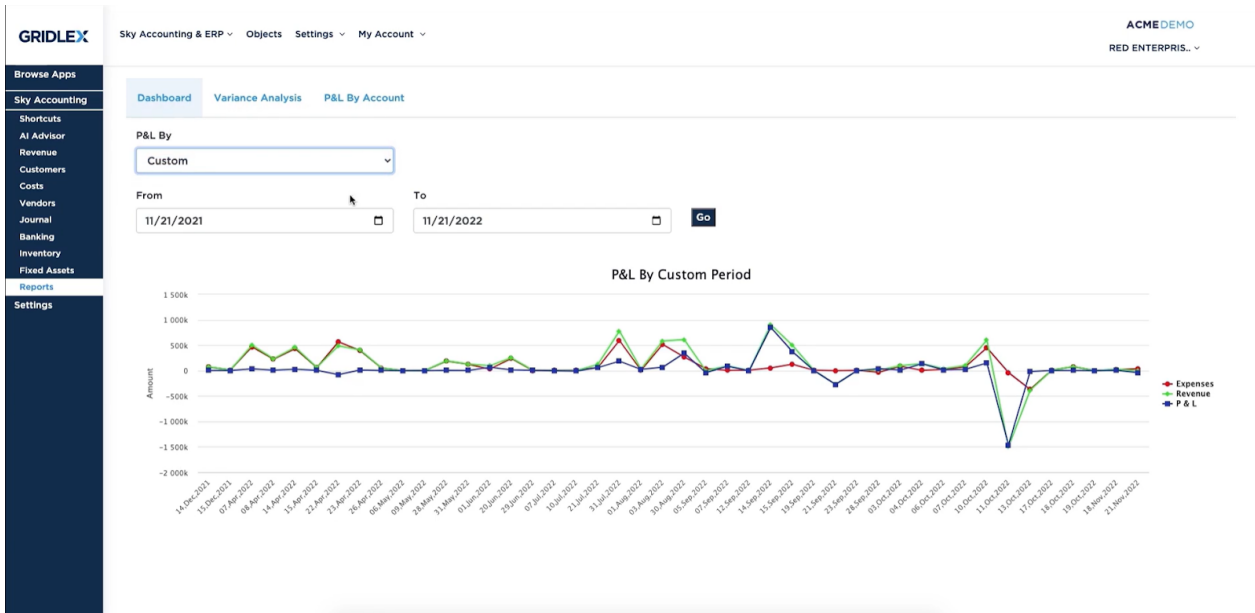 GRIDLEX
Sky Accounting & ERP Objects Settings My Account
ACMEDEMO
RED ENTERPRIS..
Browse Apps
Sky Accounting
Shortcuts
AI Advisor
Revenue
Customers
Costs
Vendors
Journal
Banking
Inventory
Fixed Assets
Reports
Settings
Dashboard Variance Analysis P&L By Account
P&L By
Custom
From To
11/21/2021 11/21/2022 Go
P&L By Custom Period
Amount
1 500k
1 000k
500k
0
-500k
-1 000k
-1 500k
-2 000k
Expenses
Revenue
P & L
14,Dec,2021 15,Dec,2021 07,Apr,2022 08,Apr,2022 14,Apr,2022 15,Apr,2022 22,Apr,2022 23,Apr,2022 26,Apr,2022 06,May,2022 09,May,2022 28,May,2022 31,May,2022 01,Jun,2022 20,Jun,2022 29,Jun,2022 07,Jul,2022 10,Jul,2022 21,Jul,2022 31,Jul,2022 01,Aug,2022 03,Aug,2022 30,Aug,2022 05,Sep,2022 07,Sep,2022 12,Sep,2022 14,Sep,2022 15,Sep,2022 19,Sep,2022 21,Sep,2022 23,Sep,2022 28,Sep,2022 03,Oct,2022 04,Oct,2022 06,Oct,2022 07,Oct,2022 10,Oct,2022 11,Oct,2022 13,Oct,2022 17,Oct,2022 18,Oct,2022 19,Oct,2022 18,Nov,2022 21,Nov,2022